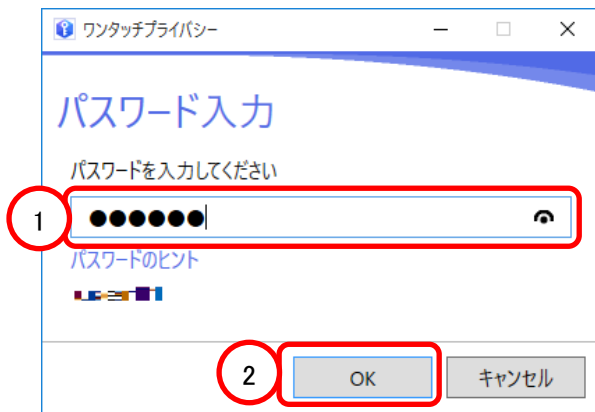 ワンタッチプライバシー
パスワード入力
パスワードを入力してください
1
●●●●●●
パスワードのヒント
2
OK
キャンセル